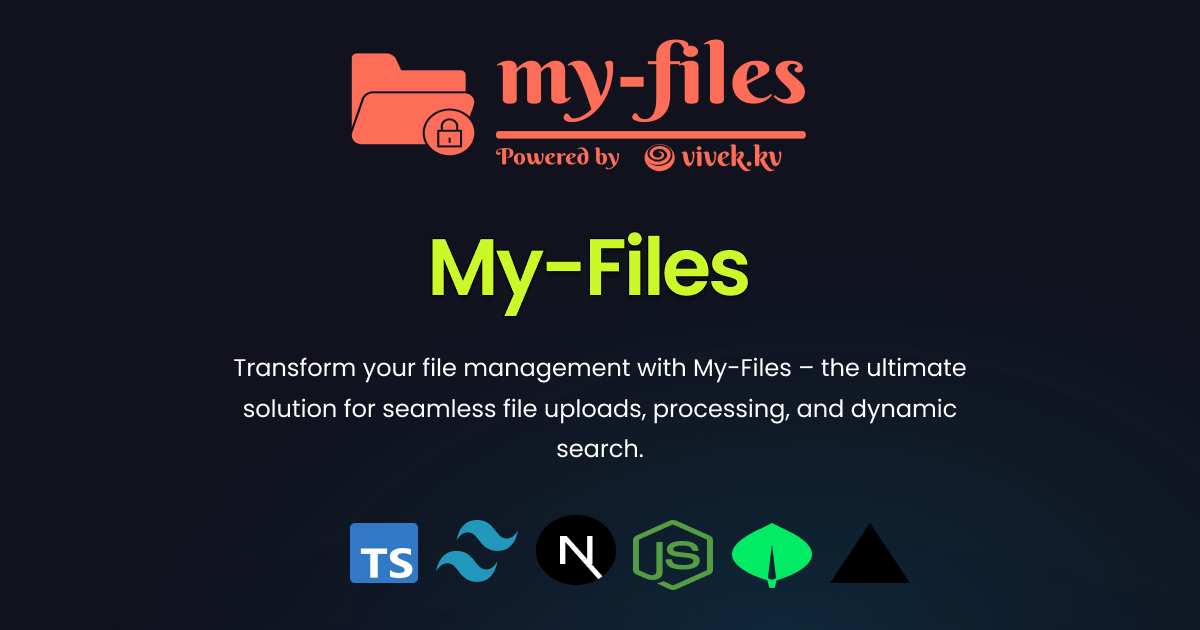 my-files
Powered by vivek.kv
My-Files
Transform your file management with My-Files – the ultimate
solution for seamless file uploads, processing, and dynamic
search.
TS N JS